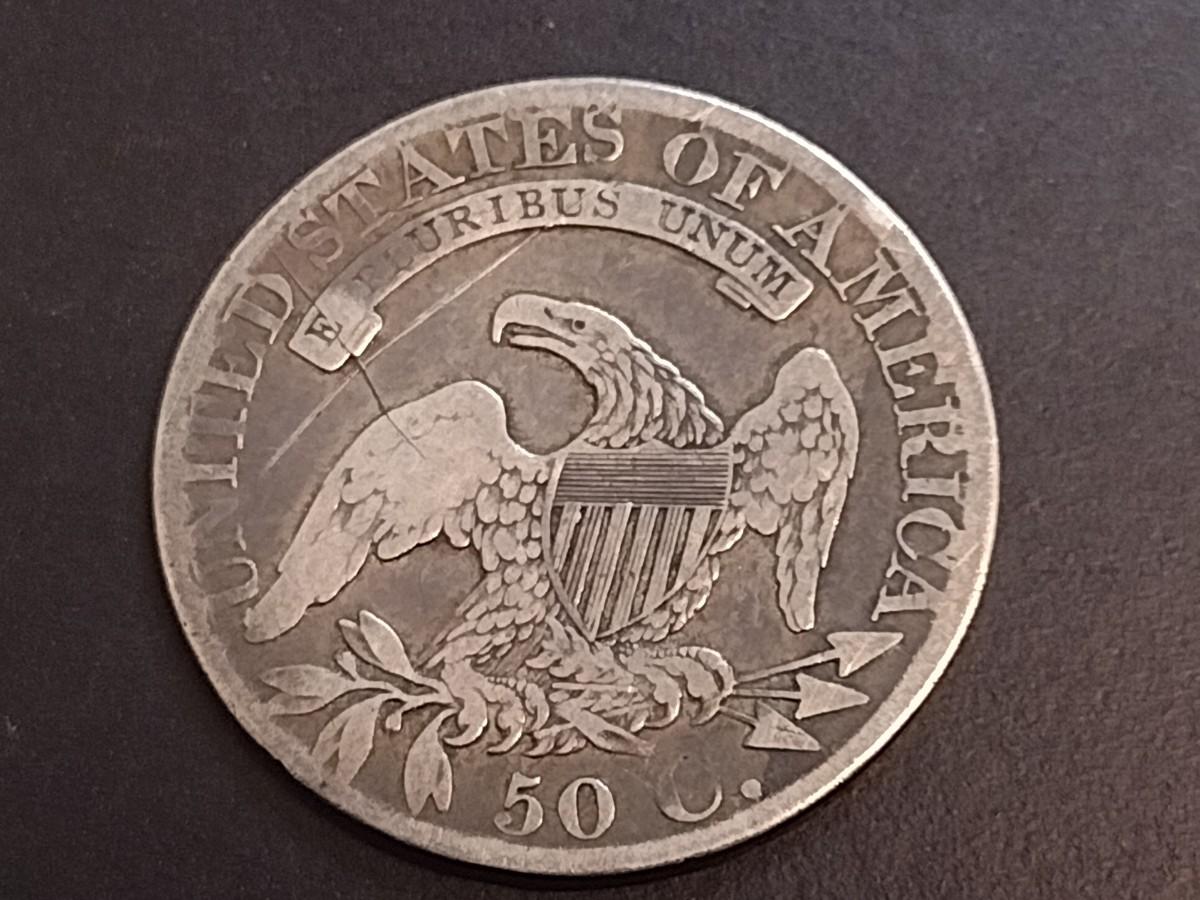 UNITED STATES OF AMERICA
E PLURIBUS UNUM
50 C.